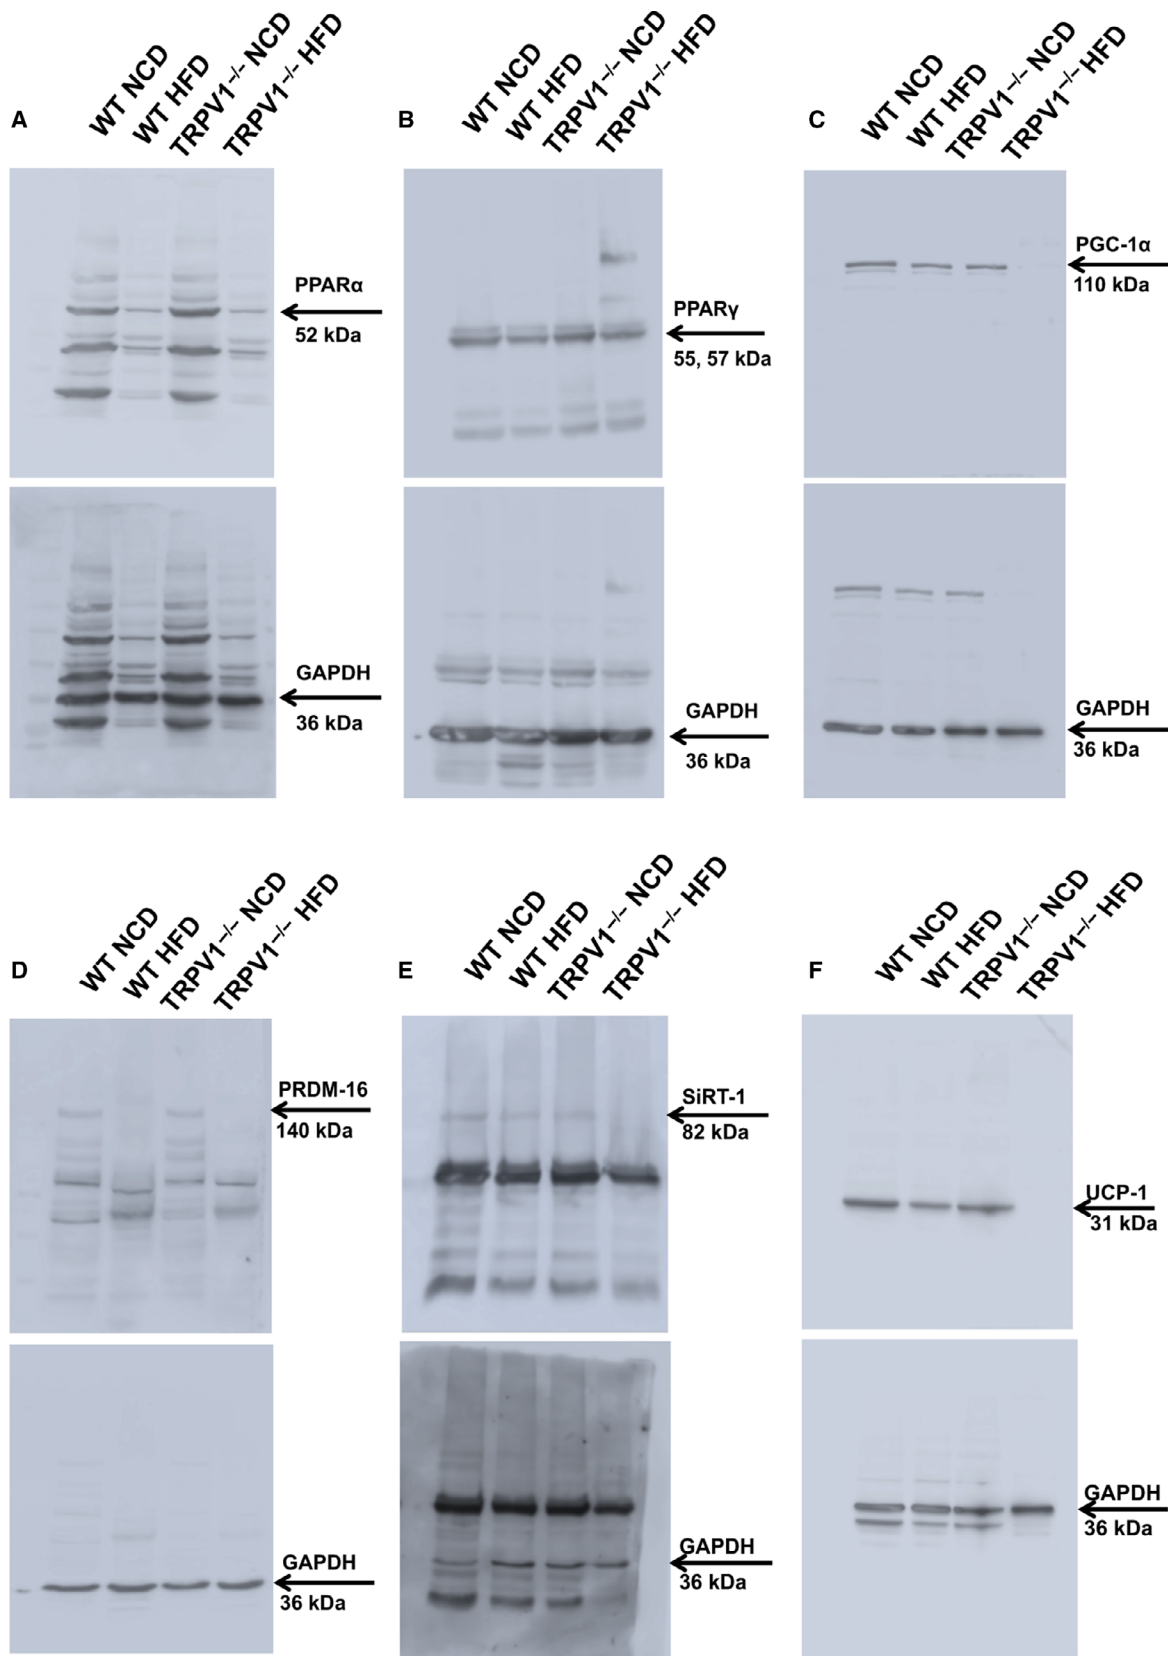 A
WT NCD
WT HFD
TRPV1–/– NCD
TRPV1–/– HFD
PPARα
52 kDa
GAPDH
36 kDa
B
WT NCD
WT HFD
TRPV1–/– NCD
TRPV1–/– HFD
PPARγ
55, 57 kDa
GAPDH
36 kDa
C
WT NCD
WT HFD
TRPV1–/– NCD
TRPV1–/– HFD
PGC-1α
110 kDa
GAPDH
36 kDa
D
WT NCD
WT HFD
TRPV1–/– NCD
TRPV1–/– HFD
PRDM-16
140 kDa
GAPDH
36 kDa
E
WT NCD
WT HFD
TRPV1–/– NCD
TRPV1–/– HFD
SiRT-1
82 kDa
GAPDH
36 kDa
F
WT NCD
WT HFD
TRPV1–/– NCD
TRPV1–/– HFD
UCP-1
31 kDa
GAPDH
36 kDa